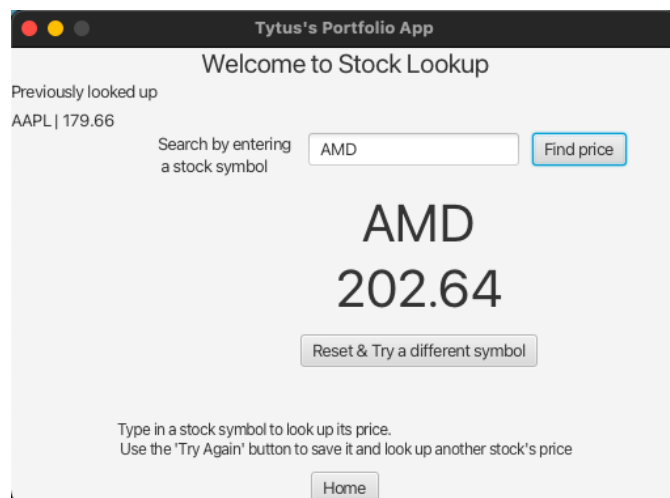 Tytus's Portfolio App
Welcome to Stock Lookup
Previously looked up
AAPL | 179.66
Search by entering
a stock symbol
AMD
Find price
AMD
202.64
Reset & Try a different symbol
Type in a stock symbol to look up its price.
Use the 'Try Again' button to save it and look up another stock's price
Home